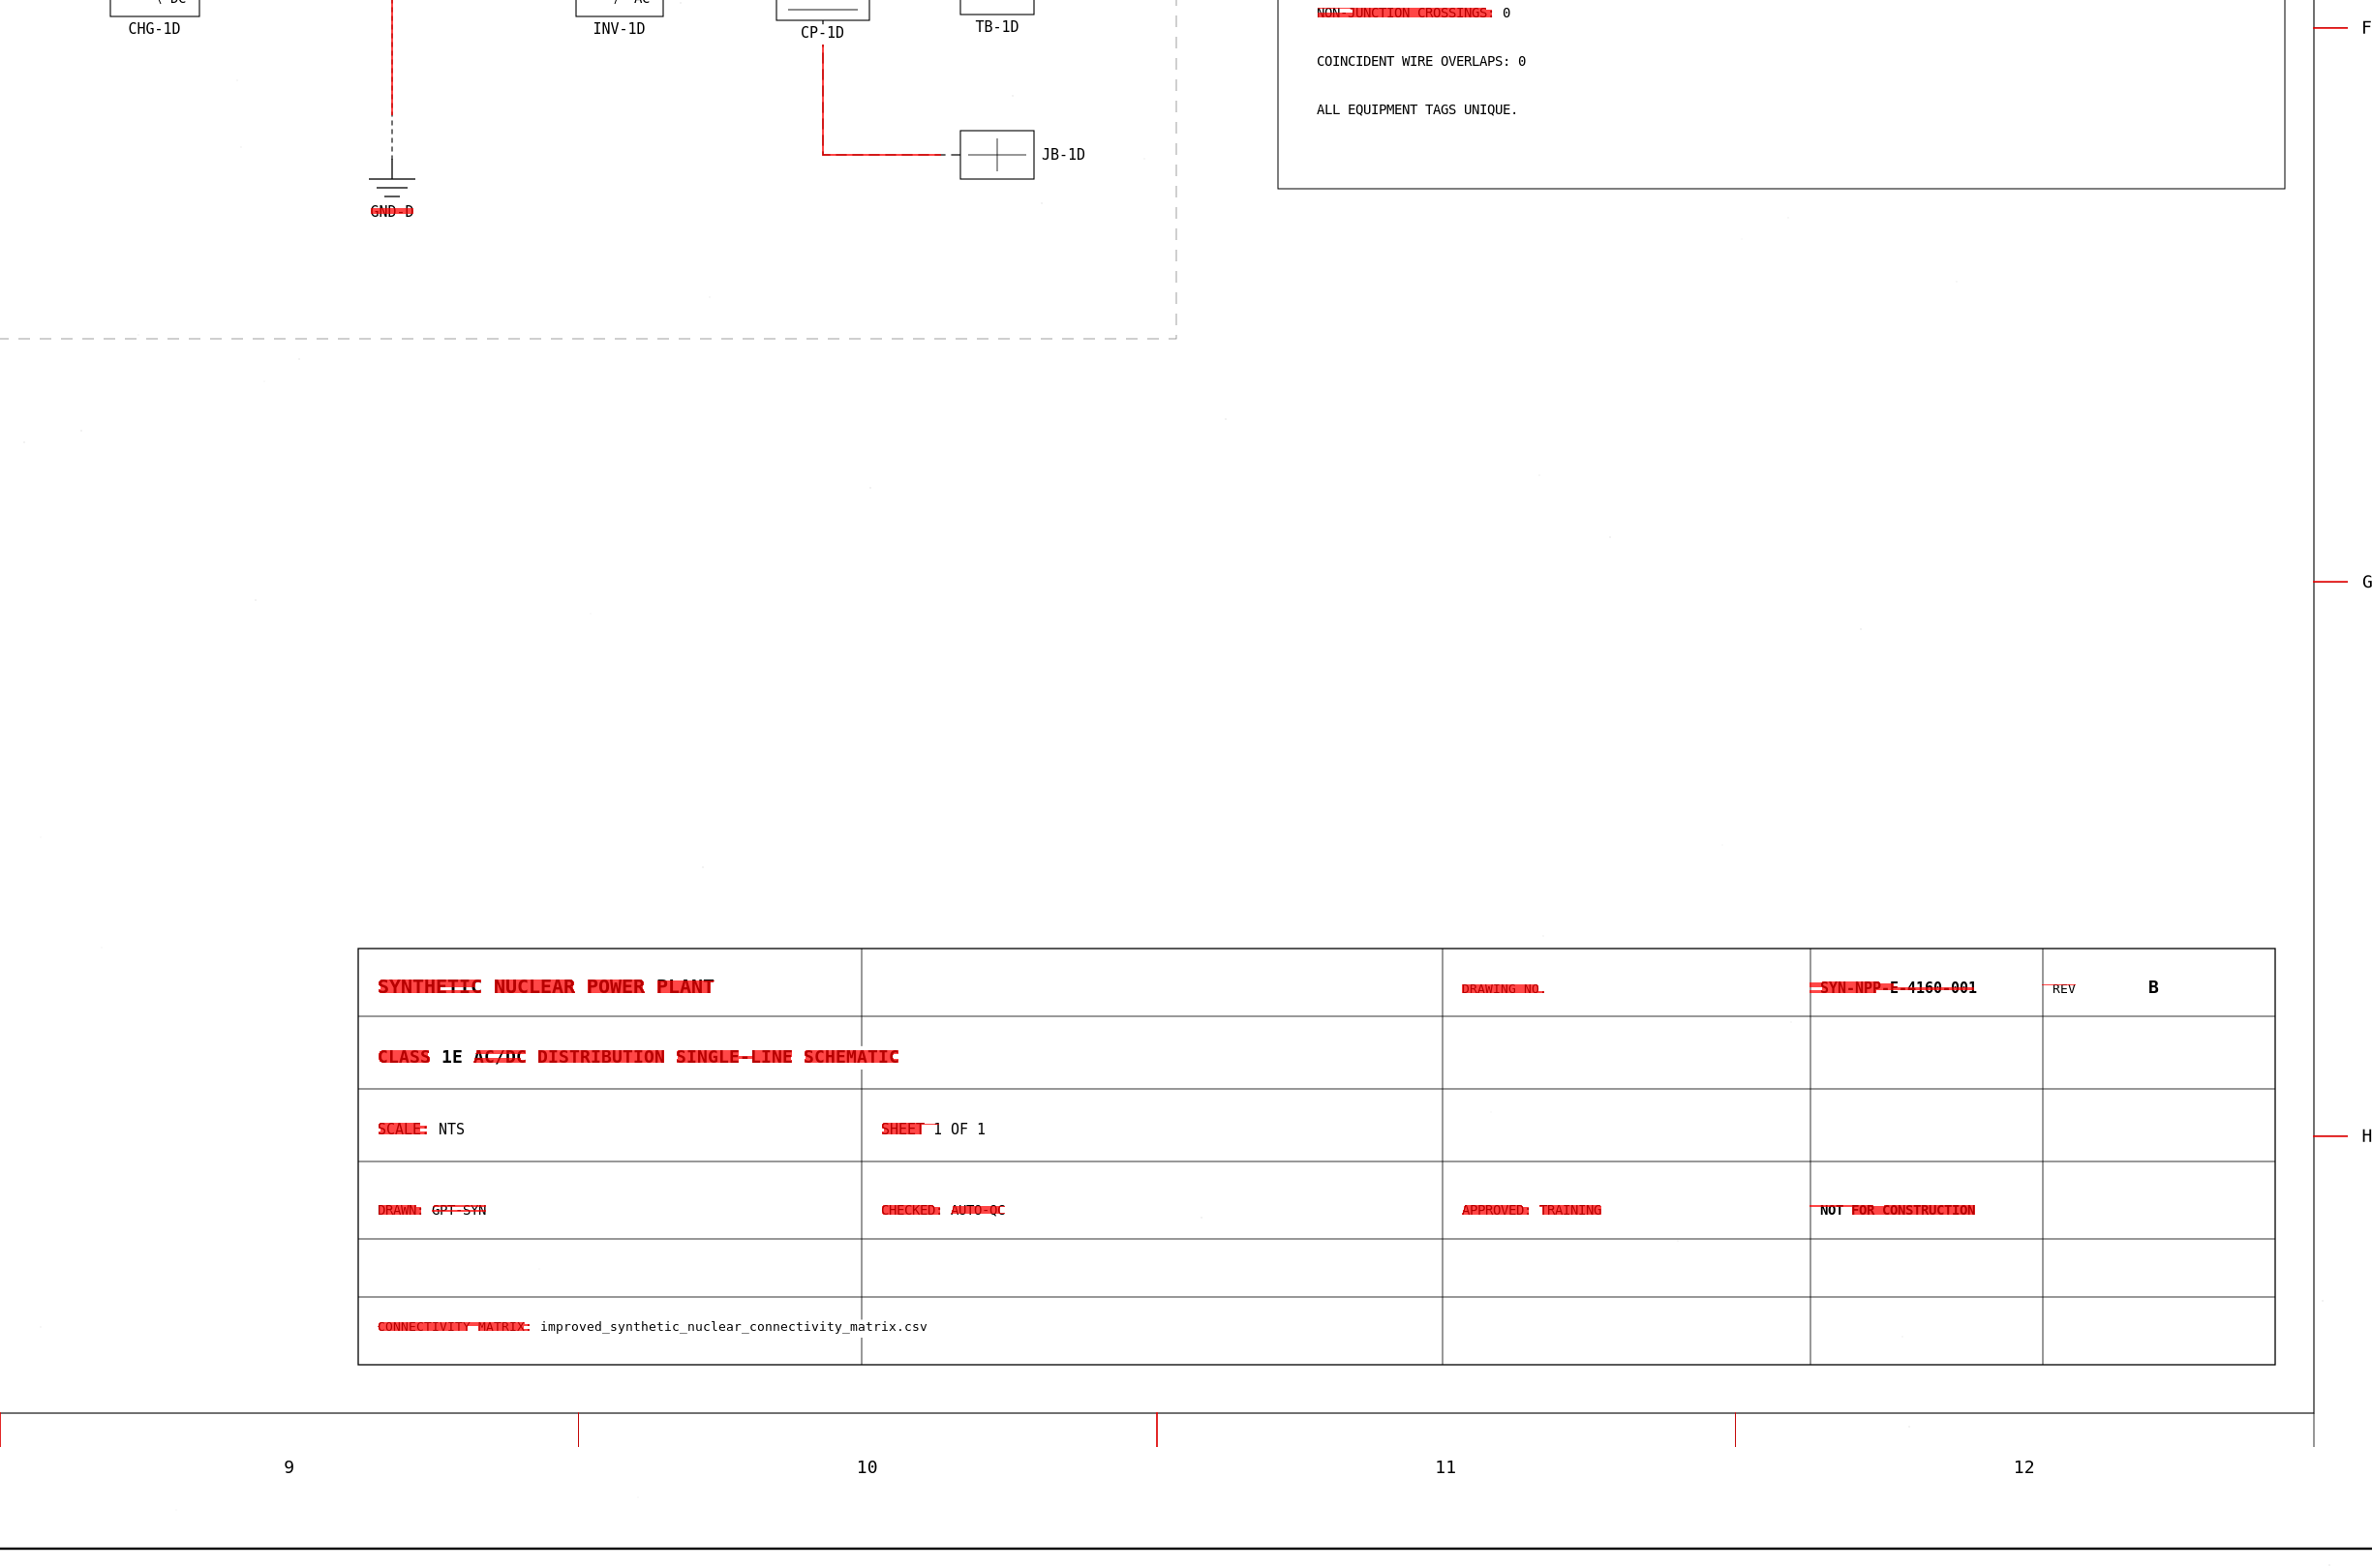 DC
AC
CHG-1D
INV-1D
CP-1D
TB-1D
JB-1D
GND-D
NON-JUNCTION CROSSINGS: 0
COINCIDENT WIRE OVERLAPS: 0
ALL EQUIPMENT TAGS UNIQUE.
F
G
H
SYNTHETIC NUCLEAR POWER PLANT
DRAWING NO.
SYN-NPP-E-4160-001
REV
B
CLASS 1E AC/DC DISTRIBUTION SINGLE-LINE SCHEMATIC
SCALE: NTS
SHEET 1 OF 1
DRAWN: GPT-SYN
CHECKED: AUTO-QC
APPROVED: TRAINING
NOT FOR CONSTRUCTION
CONNECTIVITY MATRIX: improved_synthetic_nuclear_connectivity_matrix.csv
9
10
11
12